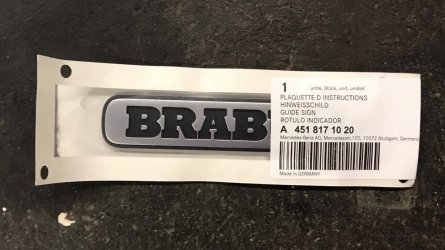 1 unité, Stück, unit, unidad
PLAQUETTE D INSTRUCTIONS
HINWEISSCHILD
GUIDE SIGN
ROTULO INDICADOR
A 451 817 10 20
Mercedes-Benz AG, Mercedesstr.120, 70372 Stuttgart, Germany
Made in GERMANY
BRAB